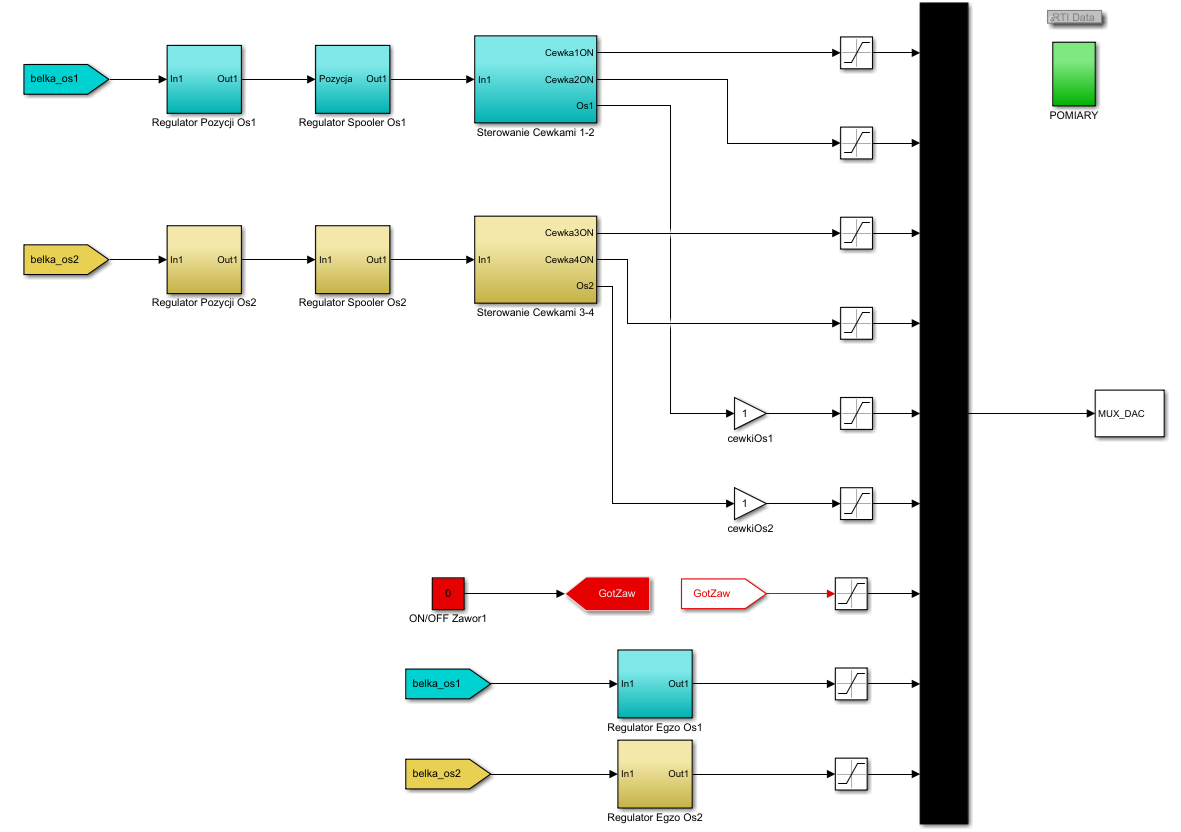 RTI Data
POMIARY
belka_os1
In1
Out1
Regulator Pozycji Os1
Pozycja
Out1
Regulator Spooler Os1
In1
Cewka1ON
Cewka2ON
Os1
Sterowanie Cewkami 1-2
belka_os2
In1
Out1
Regulator Pozycji Os2
In1
Out1
Regulator Spooler Os2
In1
Cewka3ON
Cewka4ON
Os2
Sterowanie Cewkami 3-4
1
cewkiOs1
MUX_DAC
1
cewkiOs2
0
ON/OFF Zawor1
GotZaw
GotZaw
belka_os1
In1
Out1
Regulator Egzo Os1
belka_os2
In1
Out1
Regulator Egzo Os2